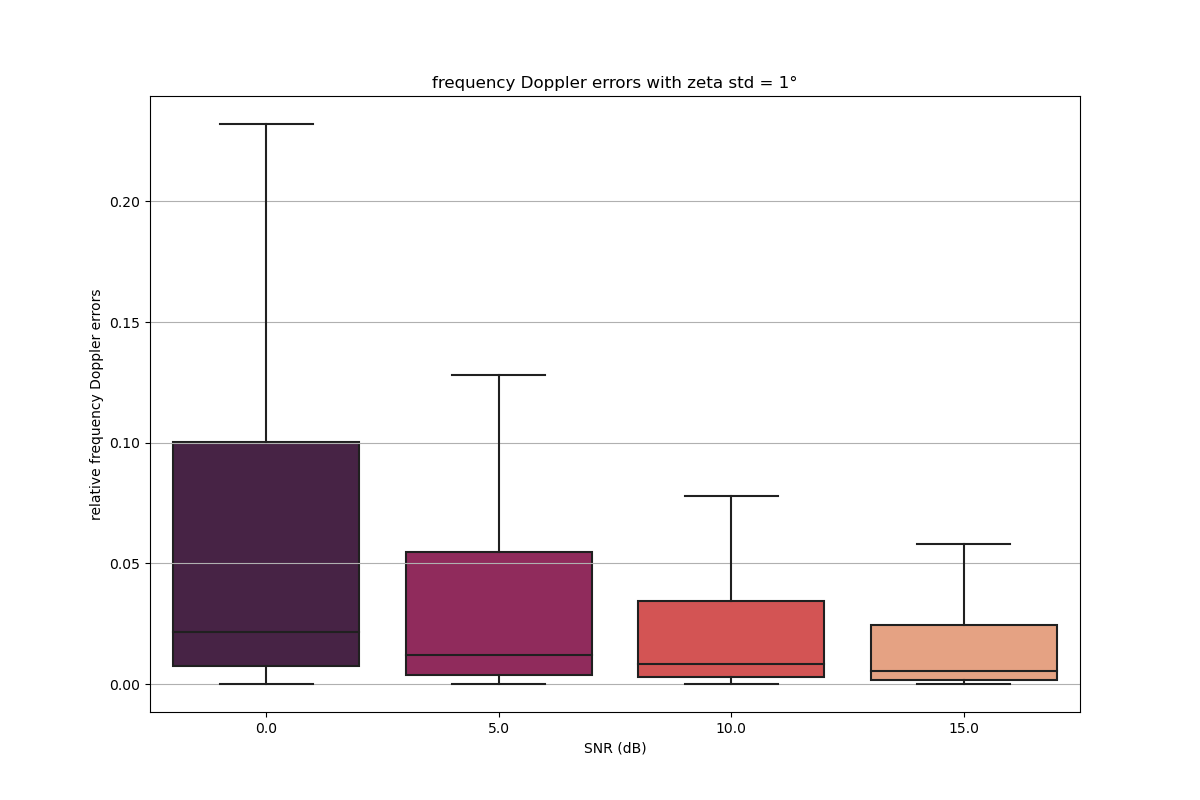 frequency Doppler errors with zeta std = 1°
relative frequency Doppler errors
0.20
0.15
0.10
0.05
0.00
0.0 5.0 10.0 15.0
SNR (dB)